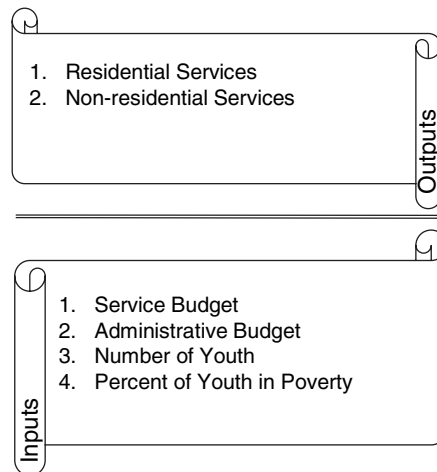 1. Residential Services
2. Non-residential Services
Outputs
1. Service Budget
2. Administrative Budget
3. Number of Youth
4. Percent of Youth in Poverty
Inputs